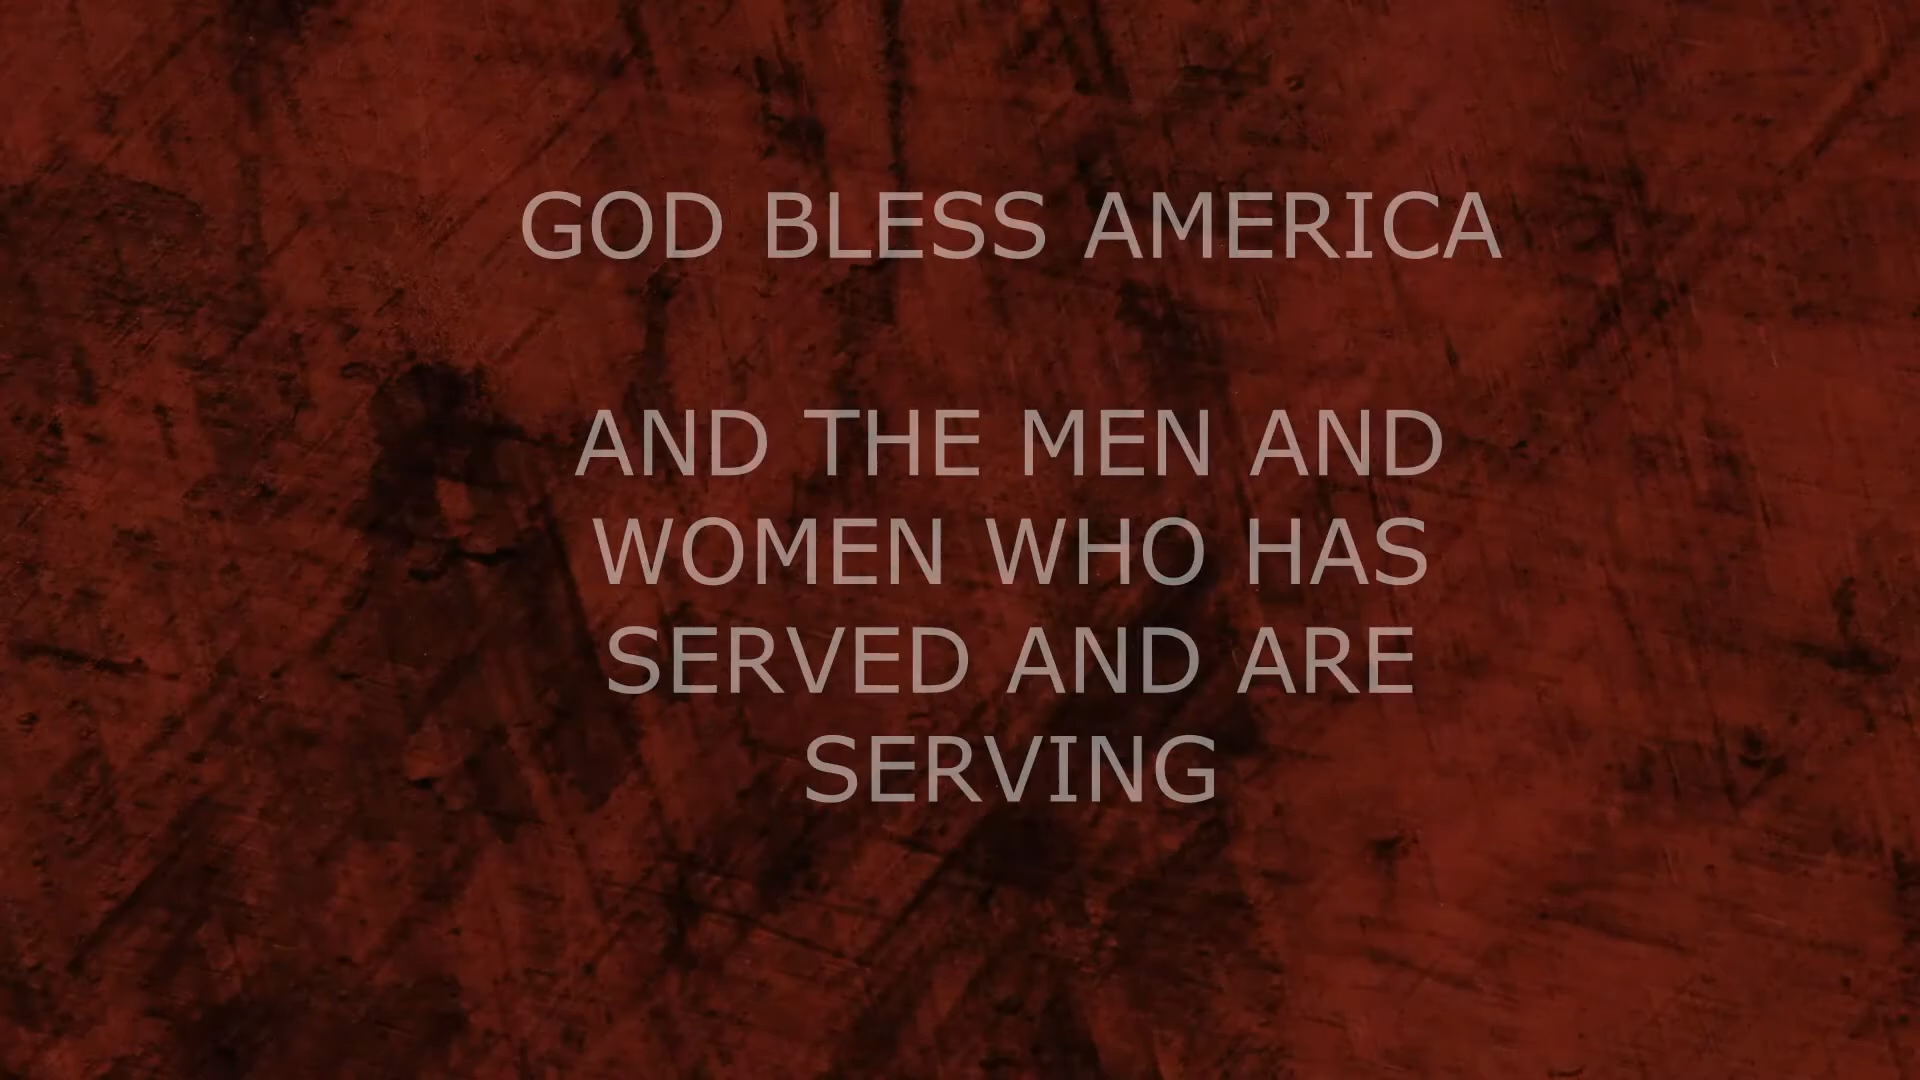 GOD BLESS AMERICA
AND THE MEN AND
WOMEN WHO HAS
SERVED AND ARE
SERVING